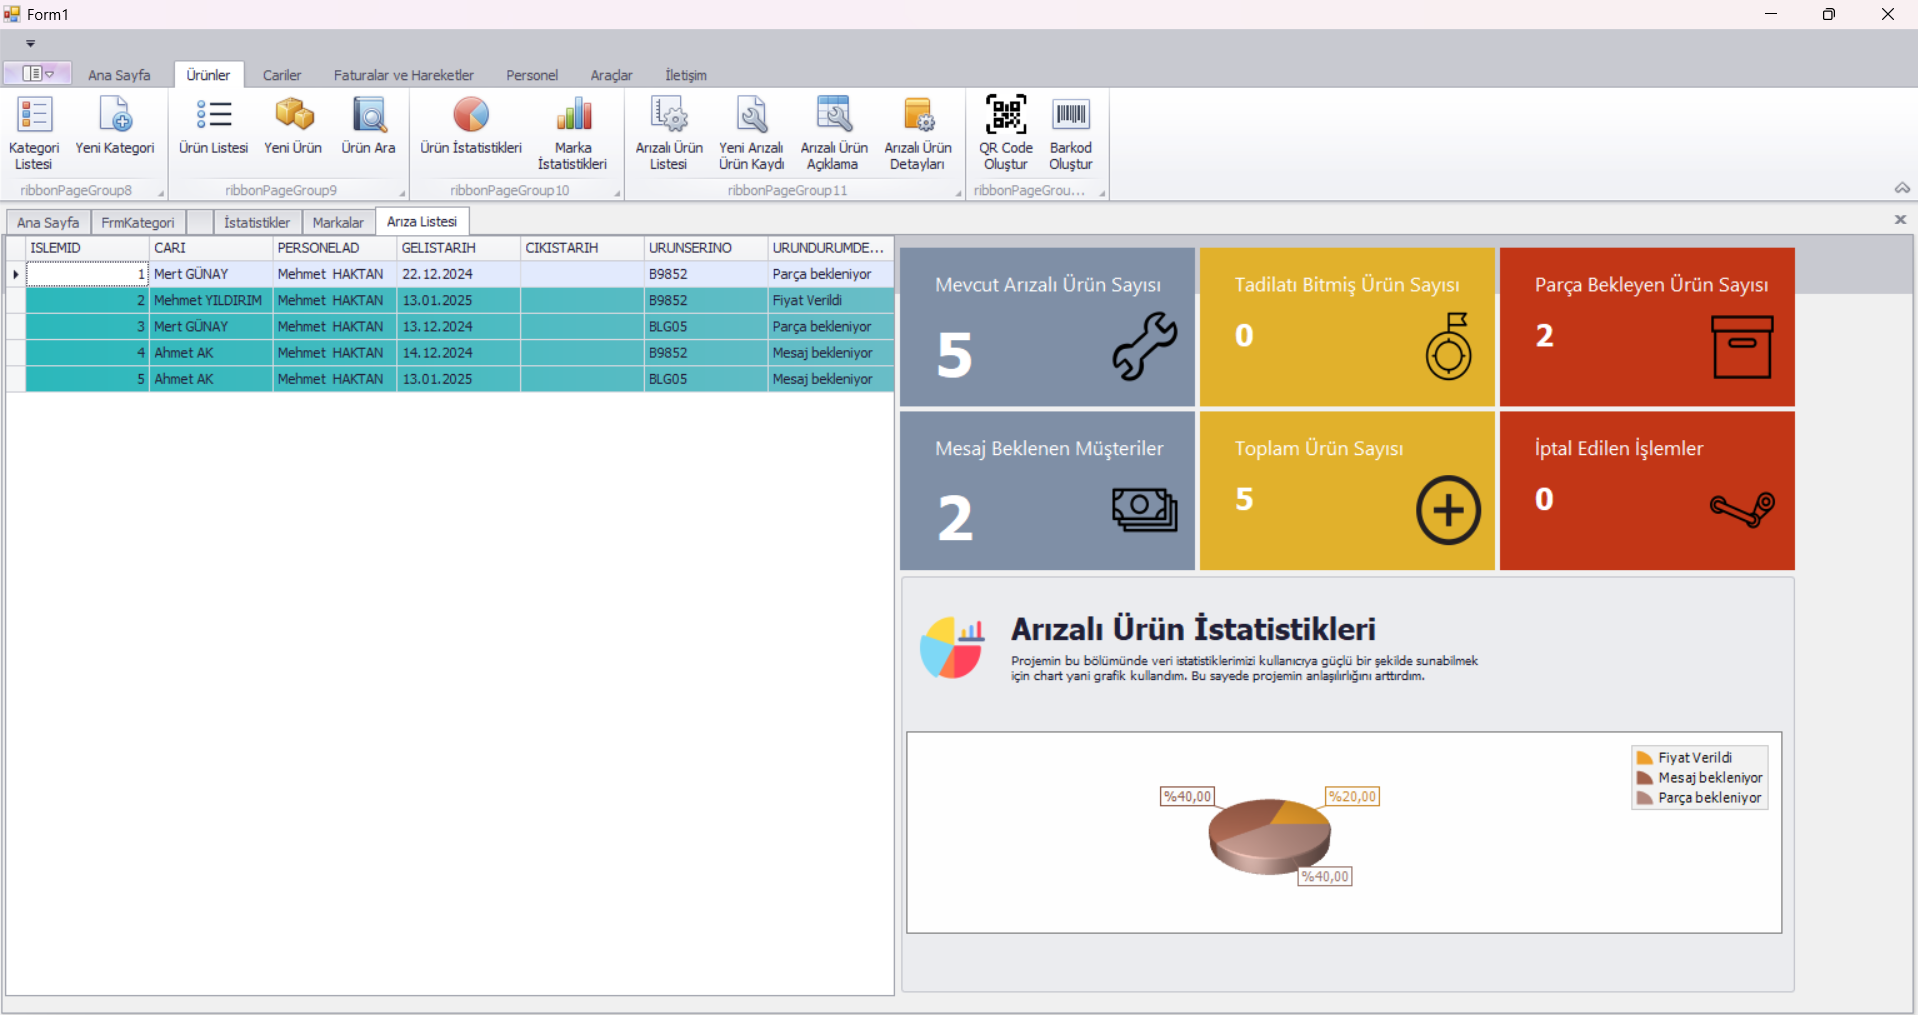 Form1
Ana Sayfa
Ürünler
Cariler
Faturalar ve Hareketler
Personel
Araçlar
İletişim
Kategori
Listesi
Yeni Kategori
ribbonPageGroup8
Ürün Listesi
Yeni Ürün
Ürün Ara
ribbonPageGroup9
Ürün İstatistikleri
Marka
İstatistikleri
ribbonPageGroup10
Arızalı Ürün
Listesi
Yeni Arızalı
Ürün Kaydı
Arızalı Ürün
Açıklama
Arızalı Ürün
Detayları
ribbonPageGroup11
QR Code
Oluştur
Barkod
Oluştur
ribbonPageGrou...
Ana Sayfa
FrmKategori
İstatistikler
Markalar
Arıza Listesi
ISLEMID CARI PERSONELAD GELISTARIH CIKISTARIH URUNSERINO URUNDURUMDE...
1 Mert GÜNAY Mehmet HAKTAN 22.12.2024 B9852 Parça bekleniyor
2 Mehmet YILDIRIM Mehmet HAKTAN 13.01.2025 B9852 Fiyat Verildi
3 Mert GÜNAY Mehmet HAKTAN 13.12.2024 BLG05 Parça bekleniyor
4 Ahmet AK Mehmet HAKTAN 14.12.2024 B9852 Mesaj bekleniyor
5 Ahmet AK Mehmet HAKTAN 13.01.2025 BLG05 Mesaj bekleniyor
Mevcut Arızalı Ürün Sayısı
5
Tadilatı Bitmiş Ürün Sayısı
0
Parça Bekleyen Ürün Sayısı
2
Mesaj Beklenen Müşteriler
2
Toplam Ürün Sayısı
5
İptal Edilen İşlemler
0
Arızalı Ürün İstatistikleri
Projemin bu bölümünde veri istatistiklerimizi kullanıcıya güçlü bir şekilde sunabilmek
için chart yani grafik kullandım. Bu sayede projemin anlaşılırlığını arttırdım.
Fiyat Verildi
Mesaj bekleniyor
Parça bekleniyor
%40,00
%20,00
%40,00